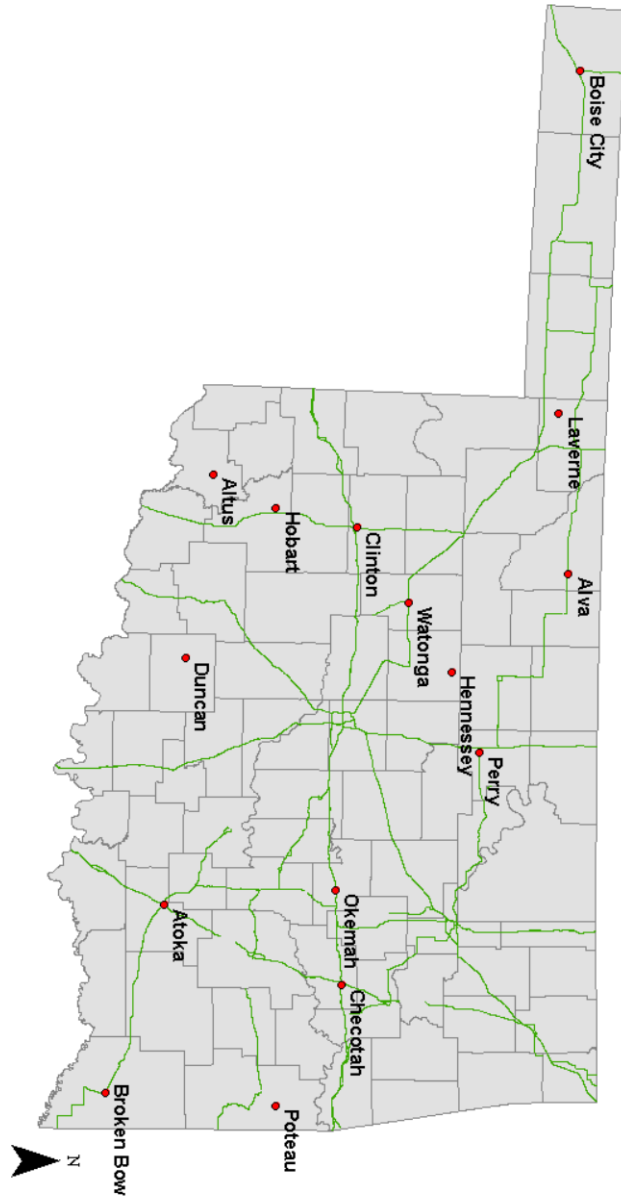 Boise City
Laverne
Alva
Altus
Hobart
Clinton
Watonga
Hennessey
Duncan
Perry
Okemah
Atoka
Checotah
Broken Bow
Poteau
N